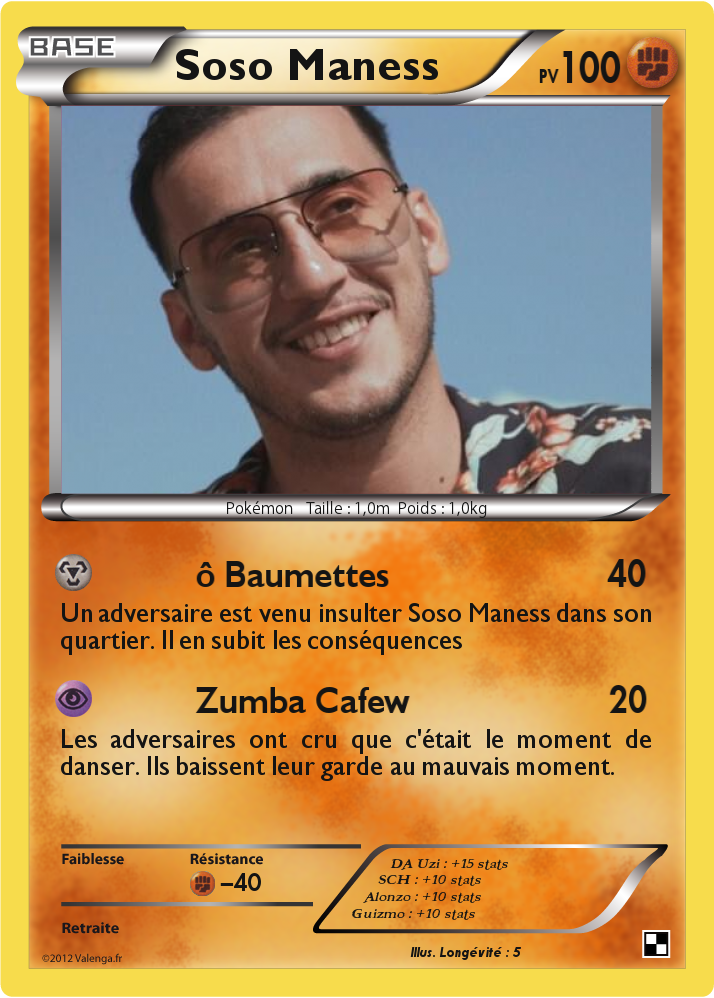 BASE
Soso Maness
PV 100
Pokémon Taille : 1,0m Poids : 1,0kg
ô Baumettes 40
Un adversaire est venu insulter Soso Maness dans son
quartier. Il en subit les conséquences
Zumba Cafew 20
Les adversaires ont cru que c'était le moment de
danser. Ils baissent leur garde au mauvais moment.
Faiblesse Résistance
–40
Retraite
DA Uzi : +15 stats
SCH : +10 stats
Alonzo : +10 stats
Guizmo : +10 stats
Illus. Longévité : 5
©2012 Valenga.fr